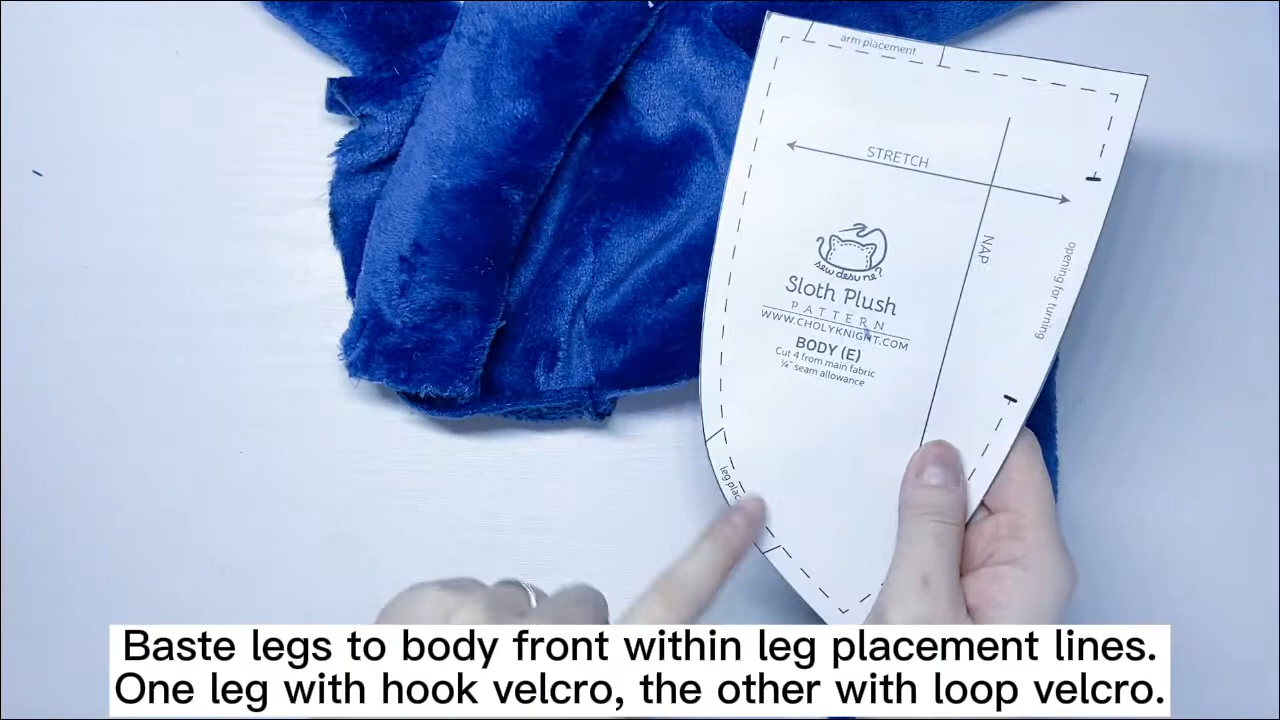 arm placement
STRETCH
NAP
opening for turning
sew desu ne?
Sloth Plush
PATTERN
WWW.CHOLYKNIGHT.COM
BODY (E)
Cut 4 from main fabric
¼" seam allowance
leg
Baste legs to body front within leg placement lines.
One leg with hook velcro, the other with loop velcro.